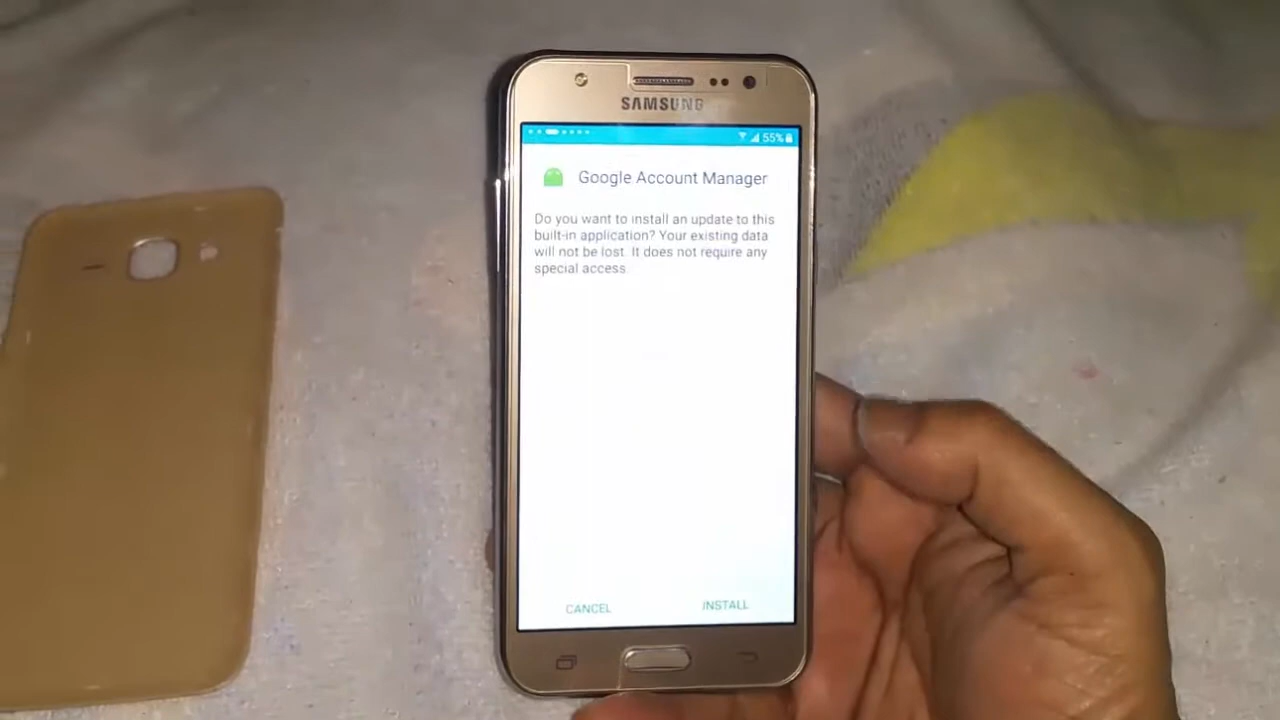 SAMSUNG
55%
Google Account Manager
Do you want to install an update to this
built-in application? Your existing data
will not be lost. It does not require any
special access.
CANCEL
INSTALL